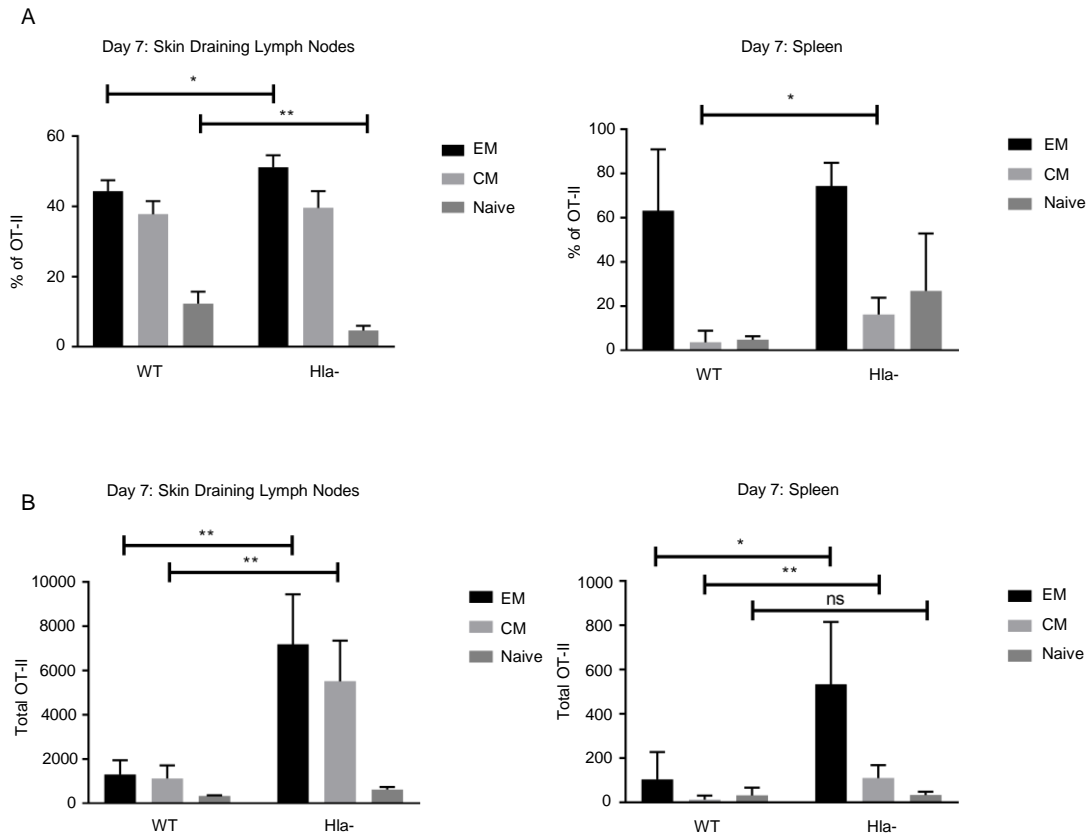 A
Day 7: Skin Draining Lymph Nodes
*
**
60
40
20
0
% of OT-II
WT
Hla-
EM
CM
Naive
Day 7: Spleen
*
100
80
60
40
20
0
% of OT-II
WT
Hla-
EM
CM
Naive
B
Day 7: Skin Draining Lymph Nodes
**
**
10000
8000
6000
4000
2000
0
Total OT-II
WT
Hla-
EM
CM
Naive
Day 7: Spleen
*
**
ns
1000
800
600
400
200
0
Total OT-II
WT
Hla-
EM
CM
Naive